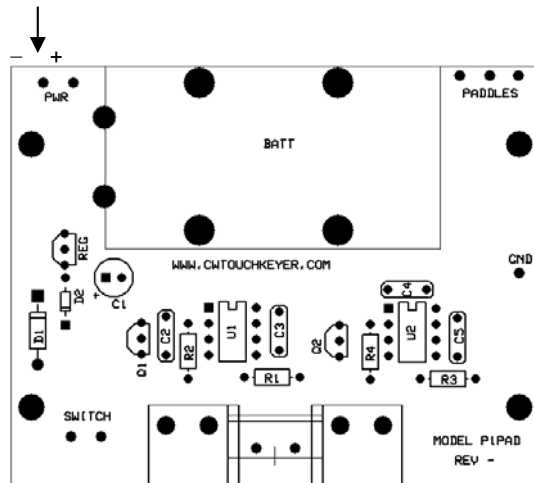 − +
PWR
PADDLES
BATT
REG
WWW.CWTOUCHKEYER.COM
GND
D2
+ C1
C4
D1
Q1
C2
R2
U1
C3
Q2
R4
U2
C5
R1
R3
SWITCH
MODEL P1PAD
REV -